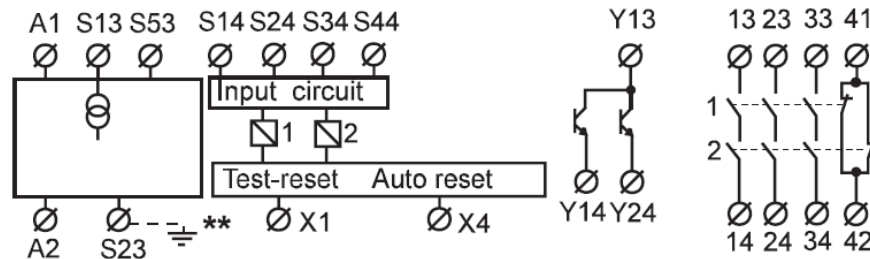 A1 S13 S53 S14 S24 S34 S44 Y13 13 23 33 41
Input circuit
1
1 2
2
Test-reset Auto reset
A2 S23 ** X1 X4 Y14 Y24 14 24 34 42